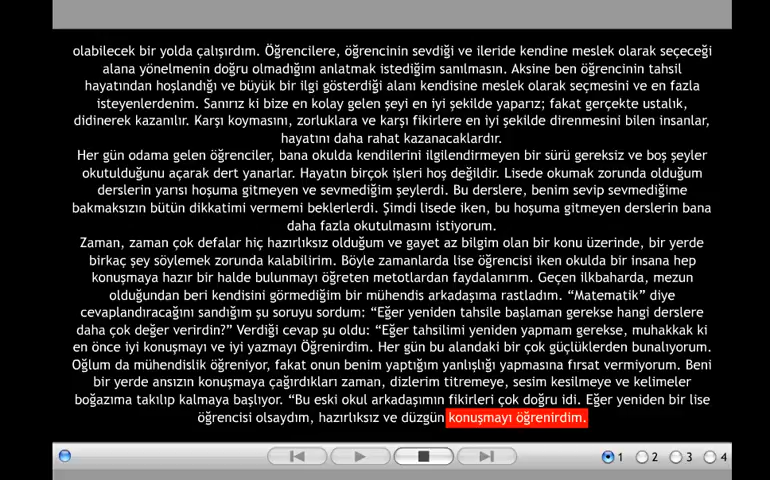 olabilecek bir yolda çalışırdım. Öğrencilere, öğrencinin sevdiği ve ileride kendine meslek olarak seçeceği
alana yönelmenin doğru olmadığını anlatmak istediğim sanılmasın. Aksine ben öğrencinin tahsil
hayatından hoşlandığı ve büyük bir ilgi gösterdiği alanı kendisine meslek olarak seçmesini ve en fazla
isteyenlerdenim. Sanırız ki bize en kolay gelen şeyi en iyi şekilde yaparız; fakat gerçekte ustalık,
didinerek kazanılır. Karşı koymasını, zorluklara ve karşı fikirlere en iyi şekilde direnmesini bilen insanlar,
hayatını daha rahat kazanacaklardır.
Her gün odama gelen öğrenciler, bana okulda kendilerini ilgilendirmeyen bir sürü gereksiz ve boş şeyler
okutulduğunu açarak dert yanarlar. Hayatın birçok işleri hoş değildir. Lisede okumak zorunda olduğum
derslerin yarısı hoşuma gitmeyen ve sevmediğim şeylerdi. Bu derslere, benim sevip sevmediğime
bakmaksızın bütün dikkatimi vermemi beklerlerdi. Şimdi lisede iken, bu hoşuma gitmeyen derslerin bana
daha fazla okutulmasını istiyorum.
Zaman, zaman çok defalar hiç hazırlıksız olduğum ve gayet az bilgim olan bir konu üzerinde, bir yerde
birkaç şey söylemek zorunda kalabilirim. Böyle zamanlarda lise öğrencisi iken okulda bir insana hep
konuşmaya hazır bir halde bulunmayı öğreten metotlardan faydalanırım. Geçen ilkbaharda, mezun
olduğundan beri kendisini görmediğim bir mühendis arkadaşıma rastladım. “Matematik” diye
cevaplandıracağını sandığım şu soruyu sordum: “Eğer yeniden tahsile başlaman gerekse hangi derslere
daha çok değer verirdin?” Verdiği cevap şu oldu: “Eğer tahsilimi yeniden yapmam gerekse, muhakkak ki
en önce iyi konuşmayı ve iyi yazmayı Öğrenirdim. Her gün bu alandaki bir çok güçlüklerden bunalıyorum.
Oğlum da mühendislik öğreniyor, fakat onun benim yaptığım yanlışlığı yapmasına fırsat vermiyorum. Beni
bir yerde ansızın konuşmaya çağırdıkları zaman, dizlerim titremeye, sesim kesilmeye ve kelimeler
boğazıma takılıp kalmaya başlıyor. “Bu eski okul arkadaşımın fikirleri çok doğru idi. Eğer yeniden bir lise
öğrencisi olsaydım, hazırlıksız ve düzgün konuşmayı öğrenirdim.
1 2 3 4